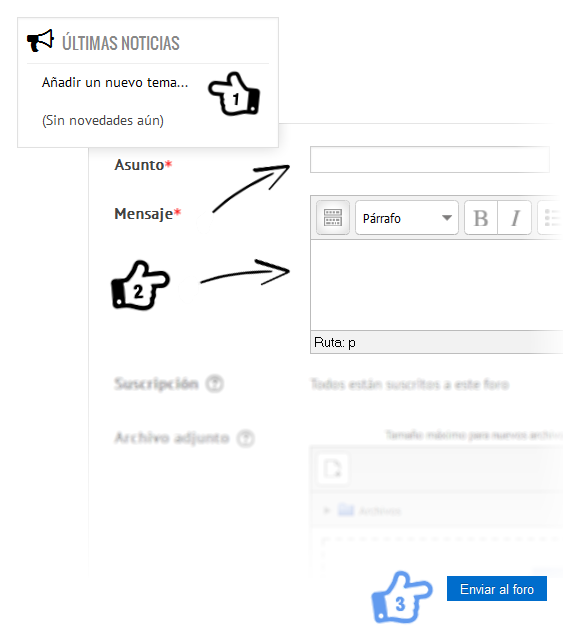 ÚLTIMAS NOTICIAS
Añadir un nuevo tema...
1
(Sin novedades aún)
Asunto*
Mensaje*
Párrafo
B I
2
Ruta: p
Suscripción
Todos están suscritos a este foro
Archivo adjunto
Tamaño máximo para nuevos archivos
Archivos
3
Enviar al foro